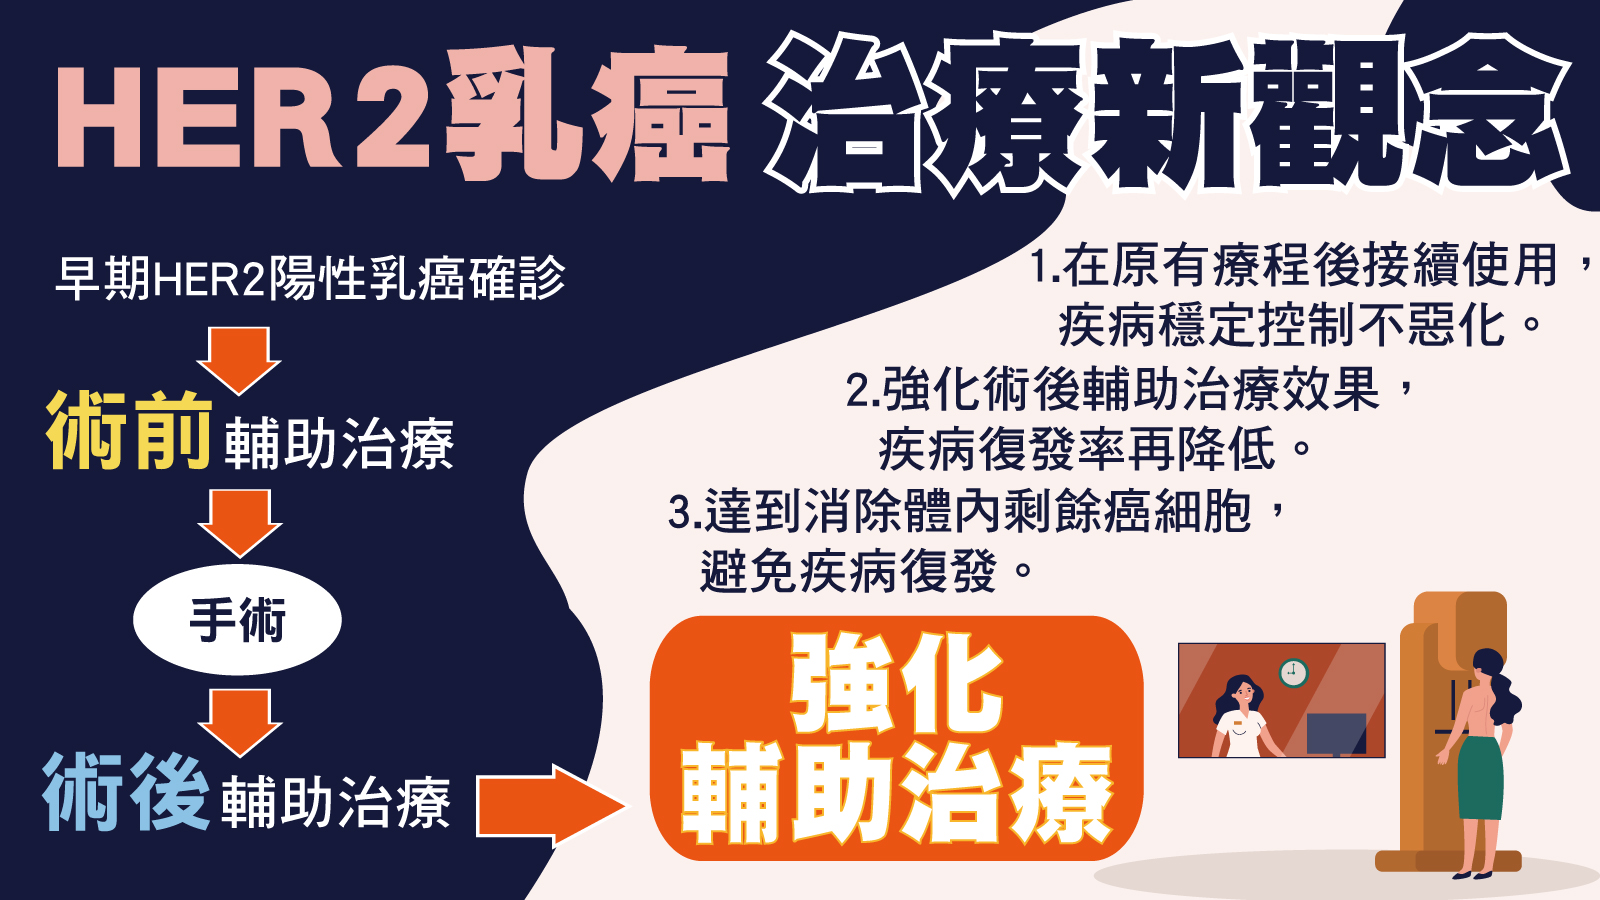 HER2乳癌 治療新觀念
早期HER2陽性乳癌確診
術前輔助治療
手術
術後輔助治療
1.在原有療程後接續使用，
疾病穩定控制不惡化。
2.強化術後輔助治療效果，
疾病復發率再降低。
3.達到消除體內剩餘癌細胞，
避免疾病復發。
強化
輔助治療